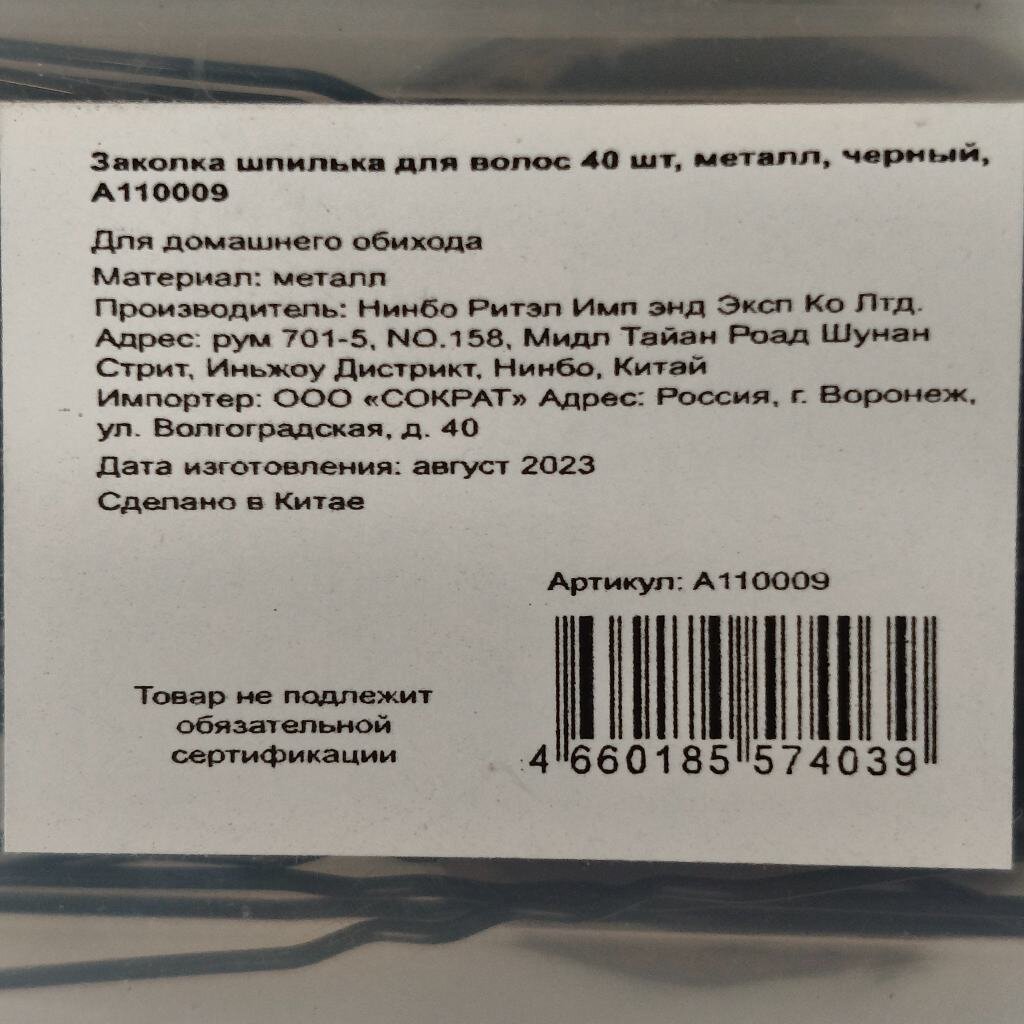 Заколка шпилька для волос 40 шт, металл, черный,
А110009
Для домашнего обихода
Материал: металл
Производитель: Нинбо Ритэл Имп энд Эксп Ко Лтд.
Адрес: рум 701-5, NO.158, Мидл Тайан Роад Шунан
Стрит, Иньжоу Дистрикт, Нинбо, Китай
Импортер: ООО «СОКРАТ» Адрес: Россия, г. Воронеж,
ул. Волгоградская, д. 40
Дата изготовления: август 2023
Сделано в Китае
Артикул: А110009
Товар не подлежит
обязательной
сертификации
4 660185 574039